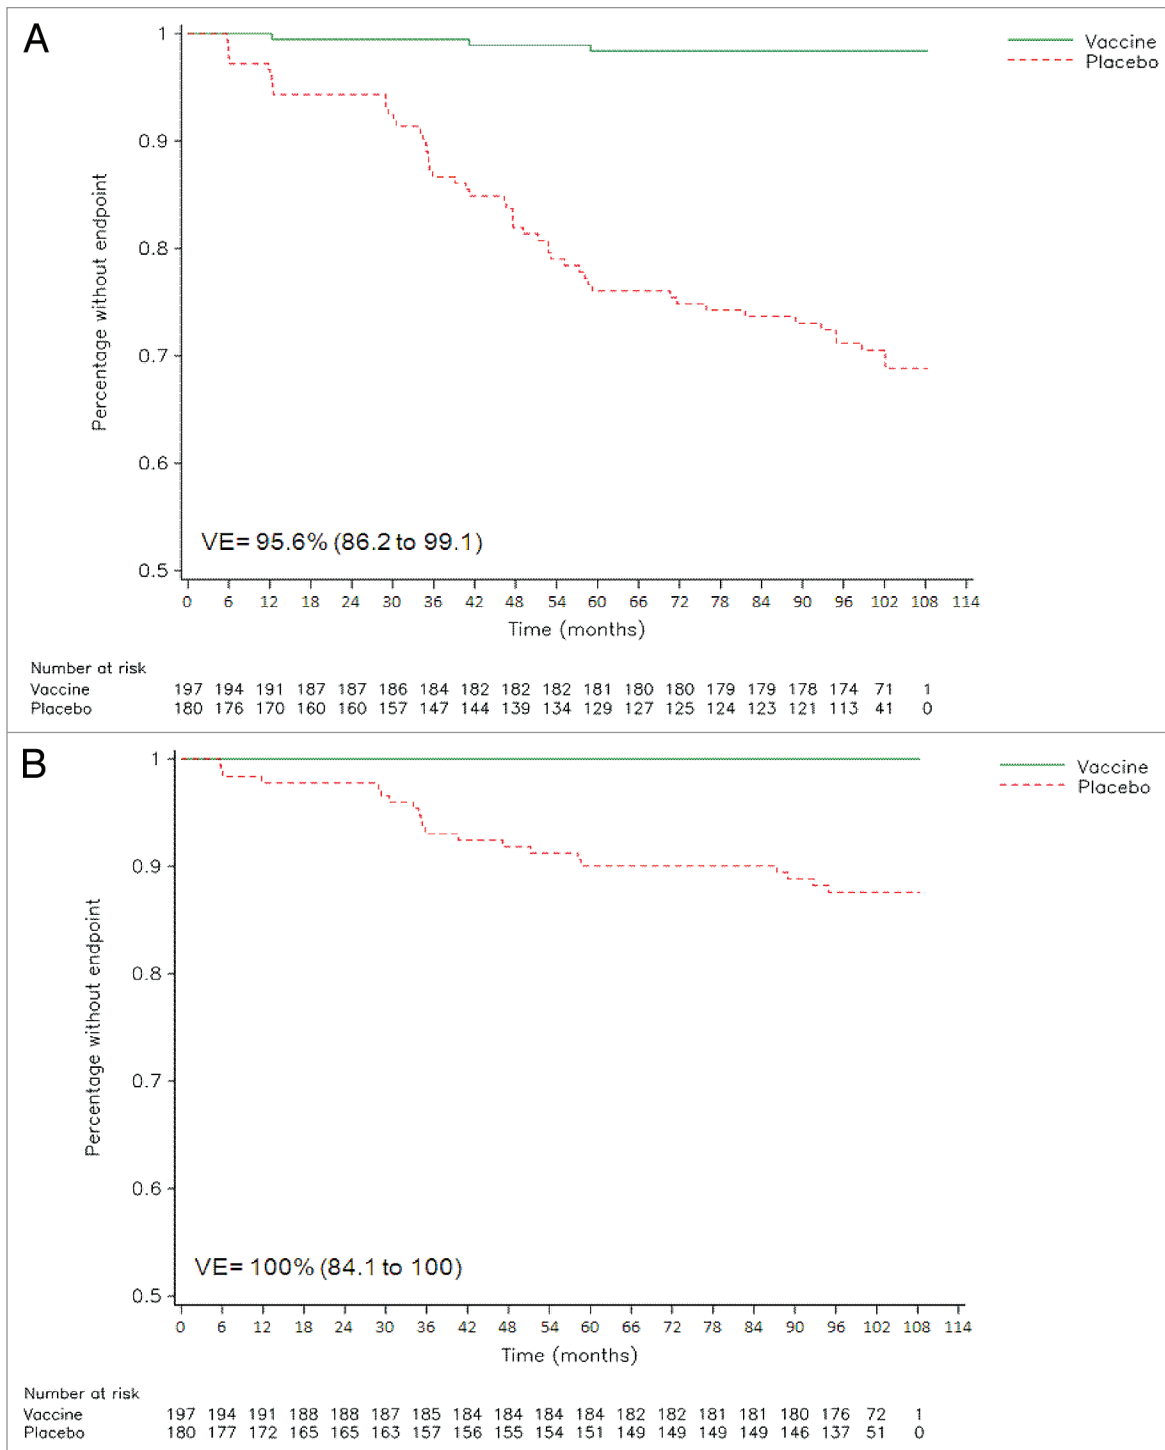 A
Vaccine
Placebo
Percentage without endpoint
1
0.9
0.8
0.7
0.6
0.5
VE= 95.6% (86.2 to 99.1)
0 6 12 18 24 30 36 42 48 54 60 66 72 78 84 90 96 102 108 114
Time (months)
Number at risk
Vaccine 197 194 191 187 187 186 184 182 182 182 181 180 180 179 179 178 174 71 1
Placebo 180 176 170 160 160 157 147 144 139 134 129 127 125 124 123 121 113 41 0
B
Vaccine
Placebo
Percentage without endpoint
1
0.9
0.8
0.7
0.6
0.5
VE= 100% (84.1 to 100)
0 6 12 18 24 30 36 42 48 54 60 66 72 78 84 90 96 102 108 114
Time (months)
Number at risk
Vaccine 197 194 191 188 188 187 185 184 184 184 184 182 182 181 181 180 176 72 1
Placebo 180 177 172 165 165 163 157 156 155 154 151 149 149 149 149 146 137 51 0